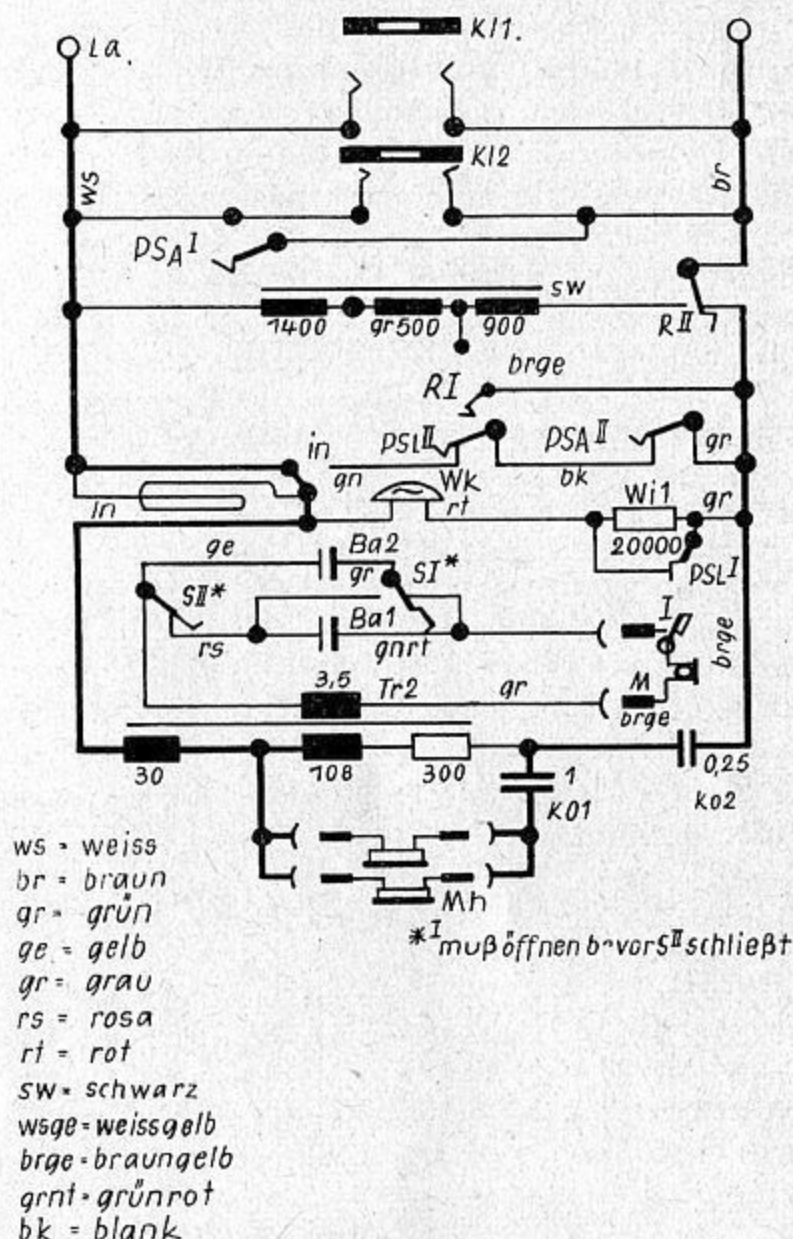 La.
Kl1.
Kl2
ws
br
PSA I
sw
1400
gr500
900
R II
brge
RI
PSL II
PSA II
in
gn
bk
gr
in
Wk
rt
Wi1
gr
20000
PSL I
ge
Ba2
gr
SI*
SII*
Ba1
rs
gnrt
I
brge
3,5
Tr2
gr
M
brge
30
108
300
1
K01
0,25
ko2
Mh
*I mußöffnen bevor SII schließt
ws = weiss
br = braun
gr = grün
ge = gelb
gr = grau
rs = rosa
rt = rot
sw = schwarz
wsge = weissgelb
brge = braungelb
grnt = grünrot
bk = blank